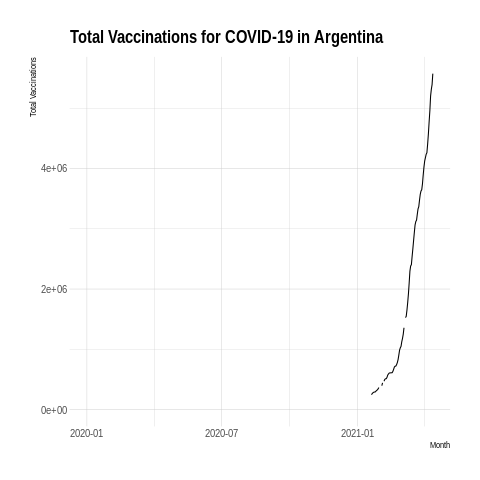 Total Vaccinations for COVID-19 in Argentina
Total Vaccinations
4e+06
2e+06
0e+00
2020-01
2020-07
2021-01
Month